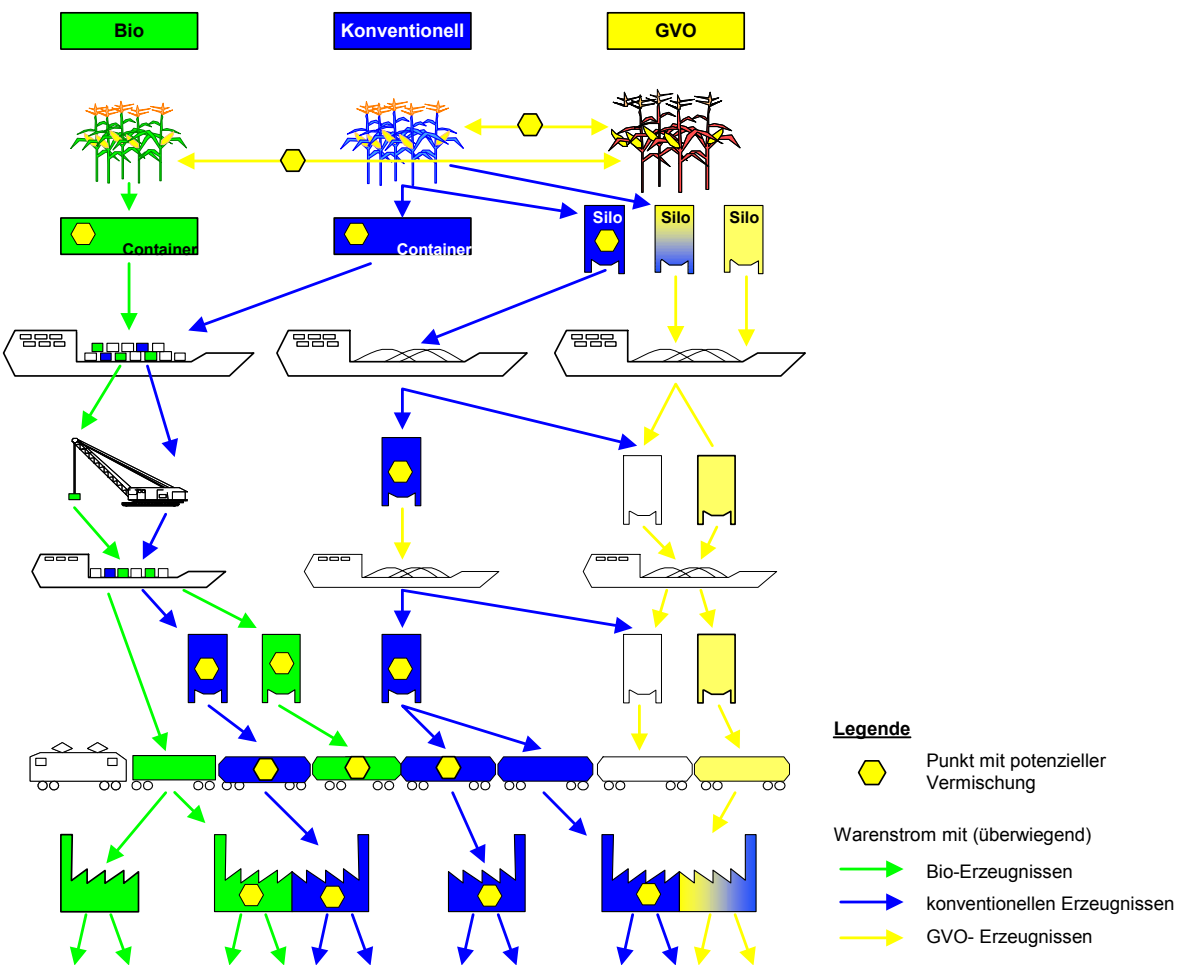 Bio
Konventionell
GVO
Silo
Silo
Silo
Container
Container
Legende
Punkt mit potenzieller
Vermischung
Warenstrom mit (überwiegend)
Bio-Erzeugnissen
konventionellen Erzeugnissen
GVO- Erzeugnissen